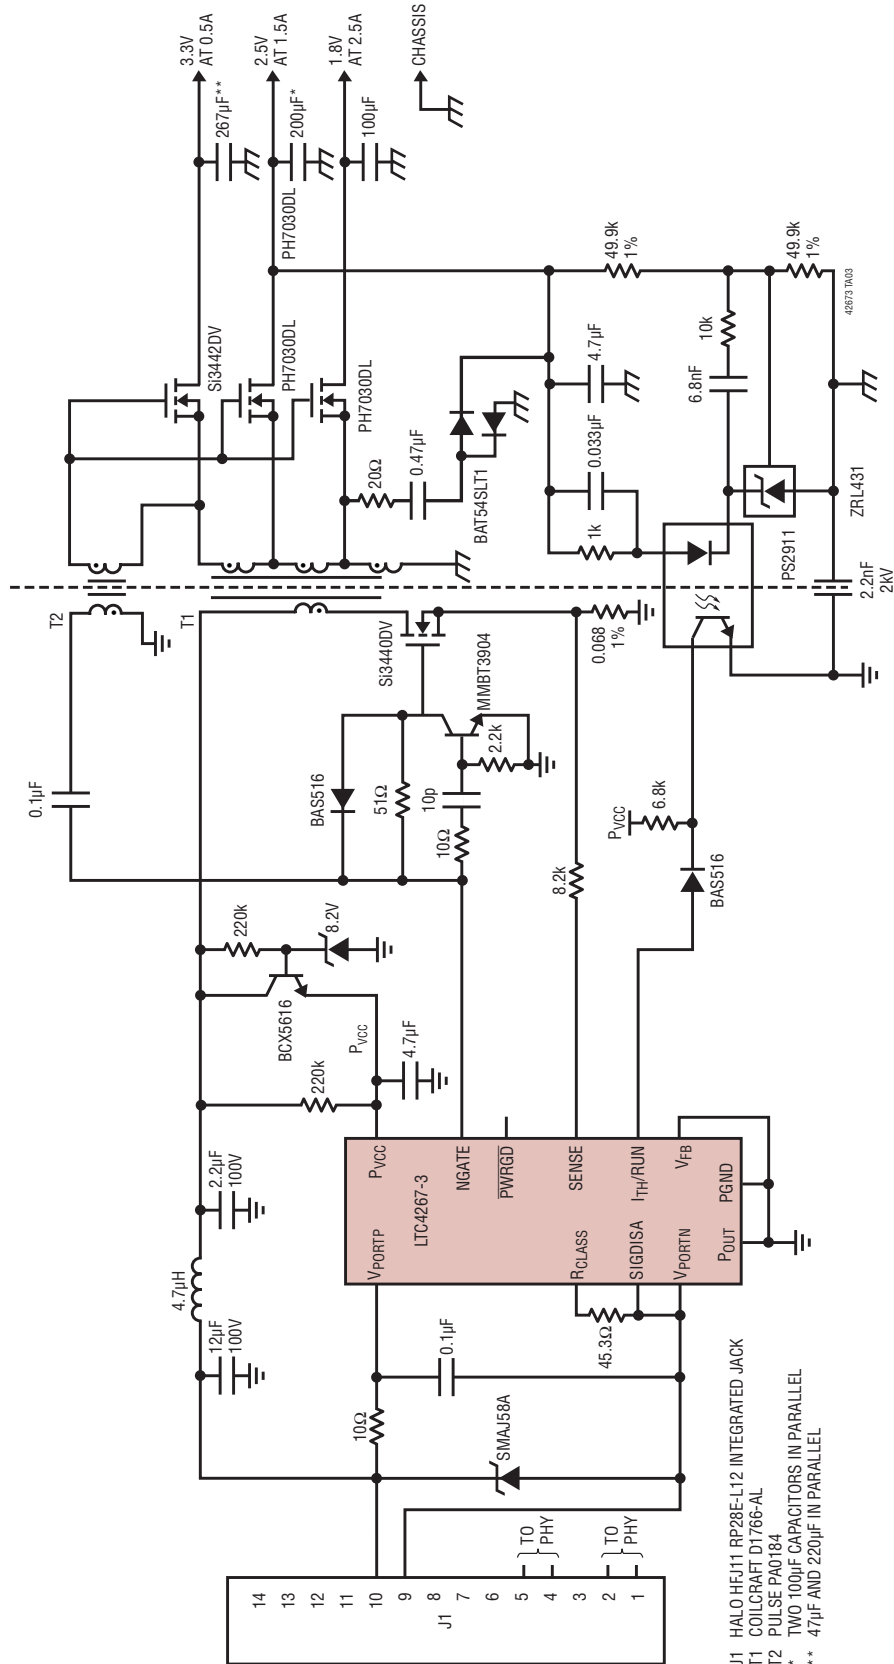 3.3V
AT 0.5A
2.5V
AT 1.5A
1.8V
AT 2.5A
CHASSIS
267µF**
200µF*
100µF
PH7030DL
Si3442DV
PH7030DL
PH7030DL
20Ω
0.47µF
BAT54SLT1
4.7µF
0.033µF
1k
49.9k
1%
49.9k
1%
42673 TA03
10k
6.8nF
ZRL431
PS2911
2.2nF
2kV
T2
T1
0.1µF
Si3440DV
MMBT3904
0.068
1%
BAS516
51Ω
10p
10Ω
2.2k
8.2k
PVCC
6.8k
BAS516
220k
8.2V
BCX5616
PVCC
4.7µF
220k
2.2µF
100V
4.7µH
12µF
100V
PVCC
NGATE
PWRGD
SENSE
ITH/RUN
VFB
LTC4267-3
PGND
VPORTP
RCLASS
SIGDISA
VPORTN
POUT
45.3Ω
0.1µF
10Ω
SMAJ58A
TO
PHY
TO
PHY
14
13
12
11
10
9
8
7
6
5
4
3
2
1
J1
J1 HALO HFJ11 RP28E-L12 INTEGRATED JACK
T1 COILCRAFT D1766-AL
T2 PULSE PA0184
* TWO 100µF CAPACITORS IN PARALLEL
** 47µF AND 220µF IN PARALLEL